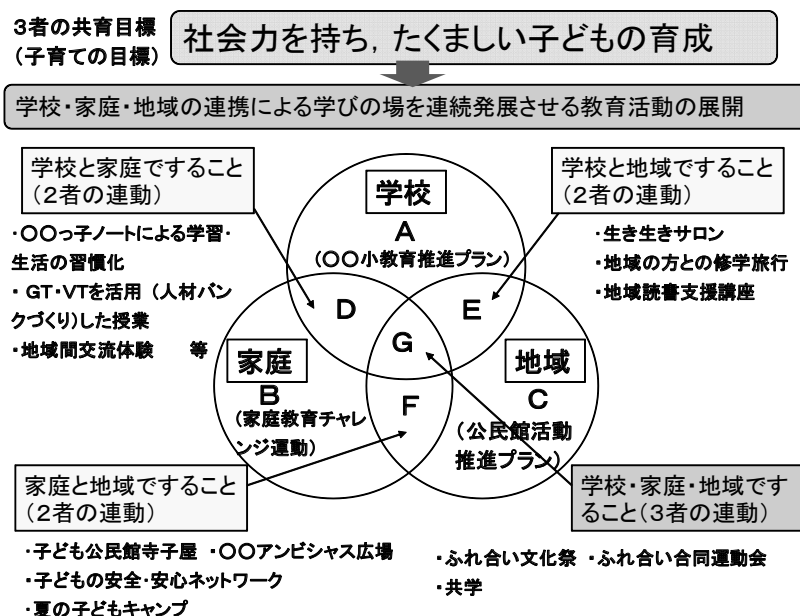 3者の共育目標
(子育ての目標)
社会力を持ち，たくましい子どもの育成
学校・家庭・地域の連携による学びの場を連続発展させる教育活動の展開
学校と家庭ですること
(2者の連動)
・〇〇っ子ノートによる学習・
生活の習慣化
・ GT・VTを活用 (人材バン
クづくり)した授業
・地域間交流体験 等
学校
A
(〇〇小教育推進プラン)
学校と地域ですること
(2者の連動)
・生き生きサロン
・地域の方との修学旅行
・地域読書支援講座
D
E
G
家庭
B
(家庭教育チャレ
ンジ運動)
F
地域
C
(公民館活動
推進プラン)
家庭と地域ですること
(2者の連動)
・子ども公民館寺子屋 ・〇〇アンビシャス広場
・子どもの安全・安心ネットワーク
・夏の子どもキャンプ
学校・家庭・地域です
ること(3者の連動)
・ふれ合い文化祭 ・ふれ合い合同運動会
・共学